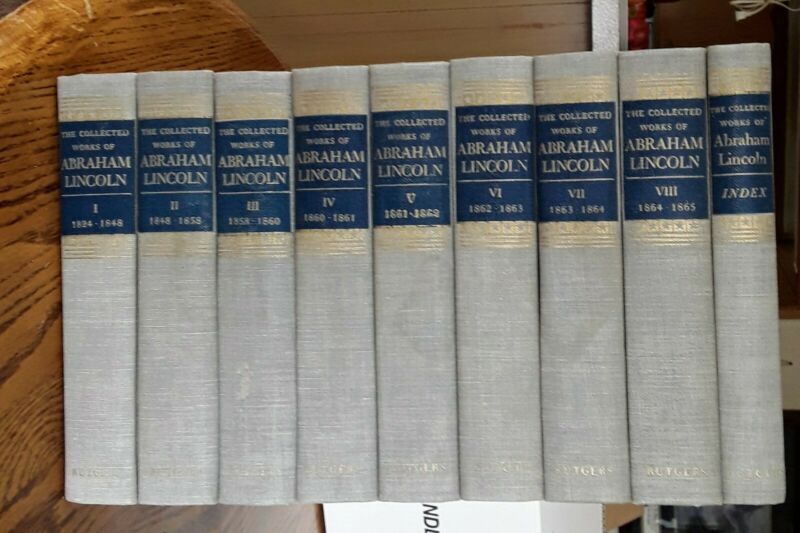 THE COLLECTED
WORKS OF
ABRAHAM
LINCOLN
I
1824-1848
RUTGERS
THE COLLECTED
WORKS OF
ABRAHAM
LINCOLN
II
1848-1858
THE COLLECTED
WORKS OF
ABRAHAM
LINCOLN
III
1858-1860
THE COLLECTED
WORKS OF
ABRAHAM
LINCOLN
IV
1860-1861
RUTGERS
THE COLLECTED
WORKS OF
ABRAHAM
LINCOLN
V
1861-1862
RUTGERS
THE COLLECTED
WORKS OF
ABRAHAM
LINCOLN
VI
1862-1863
THE COLLECTED
WORKS OF
ABRAHAM
LINCOLN
VII
1863-1864
RUTGERS
THE COLLECTED
WORKS OF
ABRAHAM
LINCOLN
VIII
1864-1865
RUTGERS
THE COLLECTED
WORKS OF
Abraham
Lincoln
INDEX